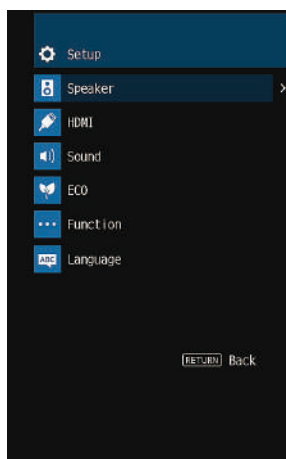 Setup
Speaker
HDMI
Sound
ECO
Function
ABC Language
RETURN Back